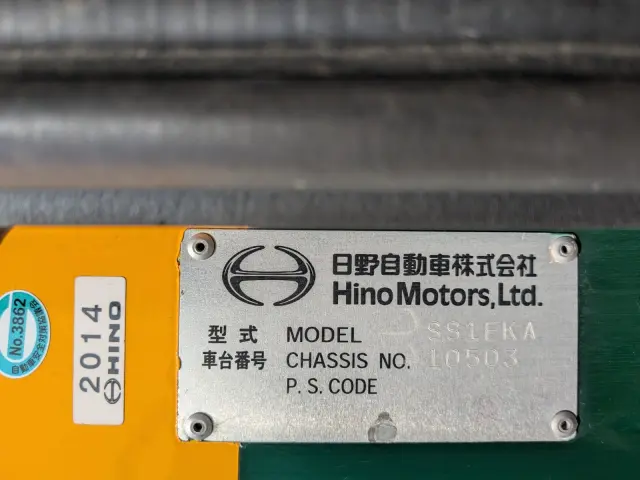 日野自動車株式会社
Hino Motors, Ltd.
型式 MODEL SS1EKA
車台番号 CHASSIS NO. 10503
P. S. CODE
2014
HINO
No.3862